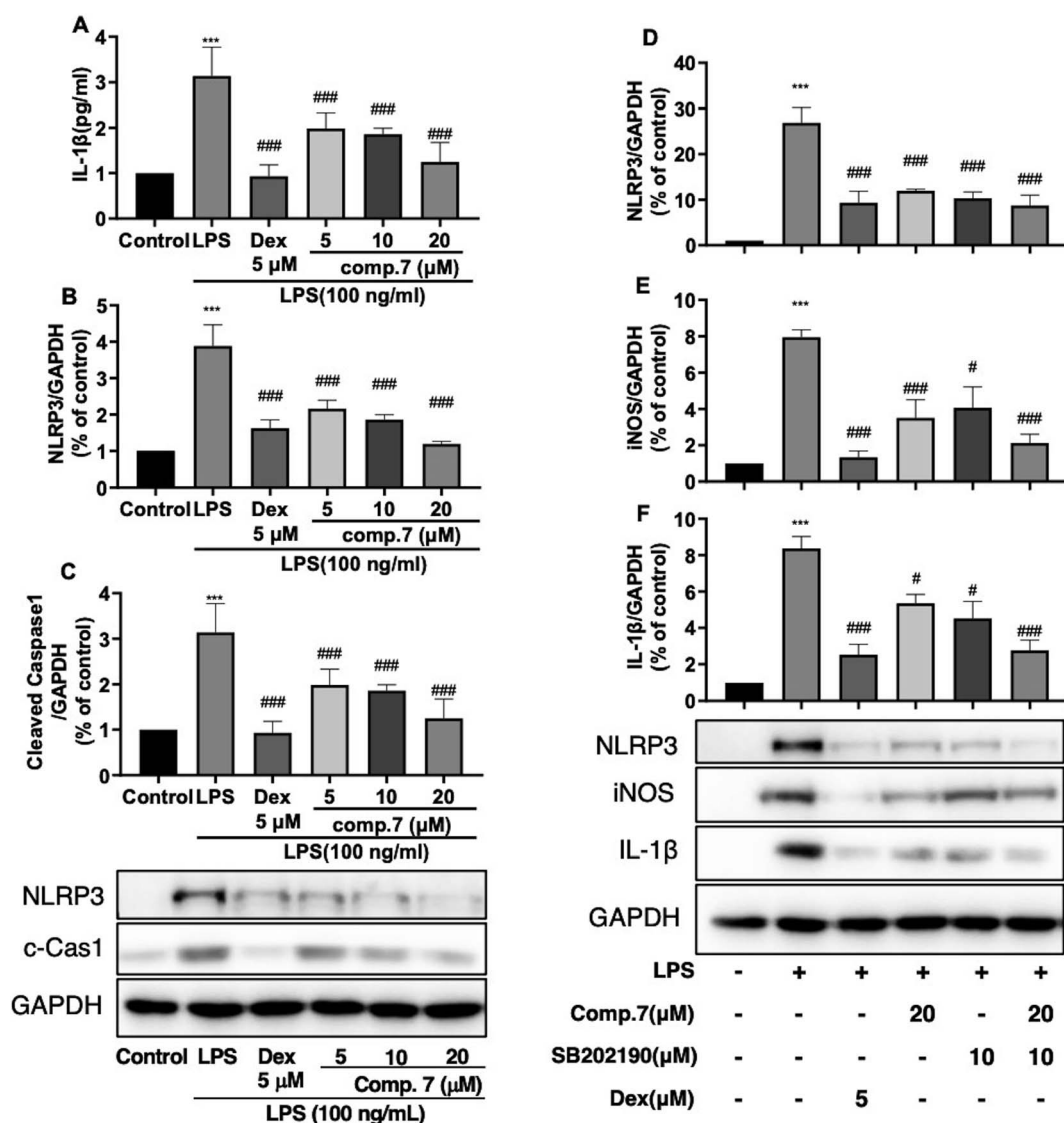 A
IL-1β(pg/ml)
4
3
2
1
0
***
###
###
###
###
Control LPS Dex 5 10 20
5 μM comp.7 (μM)
LPS(100 ng/ml)
B
NLRP3/GAPDH
(% of control)
5
4
3
2
1
0
***
###
###
###
###
Control LPS Dex 5 10 20
5 μM comp.7 (μM)
LPS(100 ng/ml)
C
Cleaved Caspase1
/GAPDH
(% of control)
4
3
2
1
0
***
###
###
###
###
Control LPS Dex 5 10 20
5 μM comp.7 (μM)
LPS(100 ng/ml)
NLRP3
c-Cas1
GAPDH
Control LPS Dex 5 10 20
5 μM Comp. 7 (μM)
LPS (100 ng/mL)
D
NLRP3/GAPDH
(% of control)
40
30
20
10
0
***
###
###
###
###
E
iNOS/GAPDH
(% of control)
10
8
6
4
2
0
***
###
###
#
###
F
IL-1β/GAPDH
(% of control)
10
8
6
4
2
0
***
###
#
#
###
NLRP3
iNOS
IL-1β
GAPDH
LPS - + + + + +
Comp.7(μM) - - - 20 - 20
SB202190(μM) - - - - 10 10
Dex(μM) - - 5 - - -